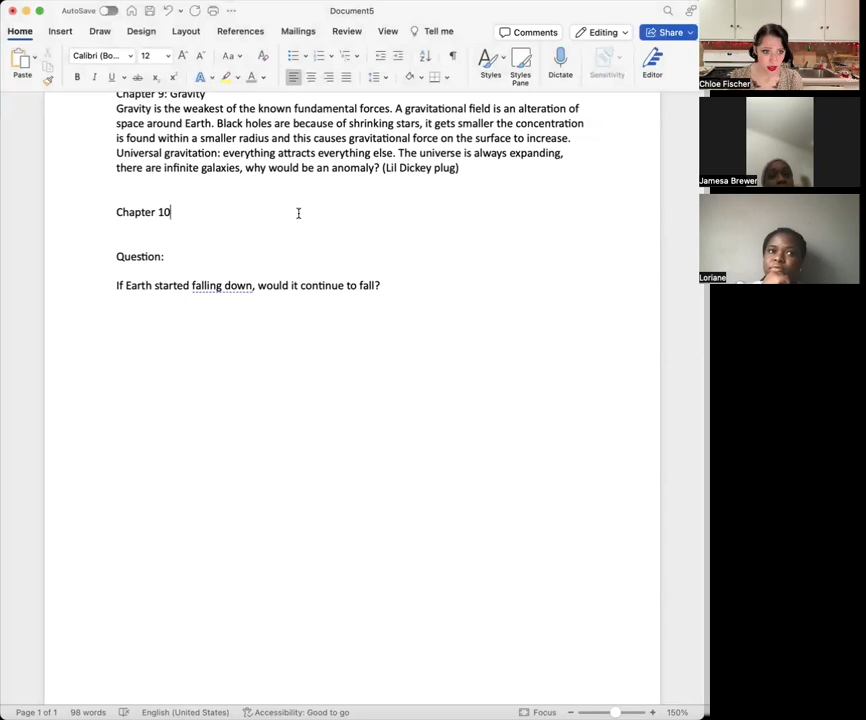 AutoSave
Document5
Home Insert Draw Design Layout References Mailings Review View Tell me
Comments Editing Share
Paste
Calibri (Bo... 12
Styles
Styles Pane
Dictate
Sensitivity
Editor
Chapter 9: Gravity
Gravity is the weakest of the known fundamental forces. A gravitational field is an alteration of
space around Earth. Black holes are because of shrinking stars, it gets smaller the concentration
is found within a smaller radius and this causes gravitational force on the surface to increase.
Universal gravitation: everything attracts everything else. The universe is always expanding,
there are infinite galaxies, why would be an anomaly? (Lil Dickey plug)
Chapter 10
Question:
If Earth started falling down, would it continue to fall?
Page 1 of 1 98 words English (United States) Accessibility: Good to go Focus 150%
Chloe Fischer
Jamesa Brewer
Loriane